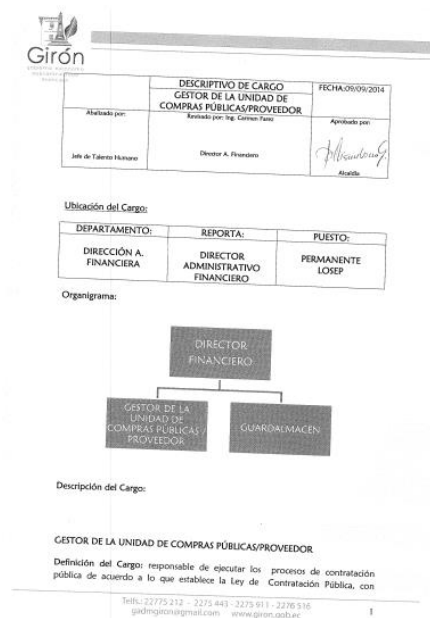 Girón
DESCRIPTIVO DE CARGO
GESTOR DE LA UNIDAD DE
COMPRAS PÚBLICAS/PROVEEDOR
FECHA:09/09/2014
Abalizado por:
Revisado por: Ing. Carmen
Aprobado por:
Jefe de Talento Humano
Director A. Financiero
Alcaldía
Ubicación del Cargo:
DEPARTAMENTO:
REPORTA:
PUESTO:
DIRECCIÓN A.
FINANCIERA
DIRECTOR
ADMINISTRATIVO
FINANCIERO
PERMANENTE
LOSEP
Organigrama:
DIRECTOR
FINANCIERO
GESTOR DE LA
UNIDAD DE
COMPRAS PÚBLICAS /
PROVEEDOR
GUARDALMACÉN
Descripción del Cargo:
GESTOR DE LA UNIDAD DE COMPRAS PÚBLICAS/PROVEEDOR
Definición del Cargo: responsable de ejecutar los procesos de contratación
pública de acuerdo a lo que establece la Ley de Contratación Pública, con
Telfs.: 22775 212 - 2275 443 - 2275 911 - 2276 516
gadmgiron@gmail.com www.giron.gob.ec
1